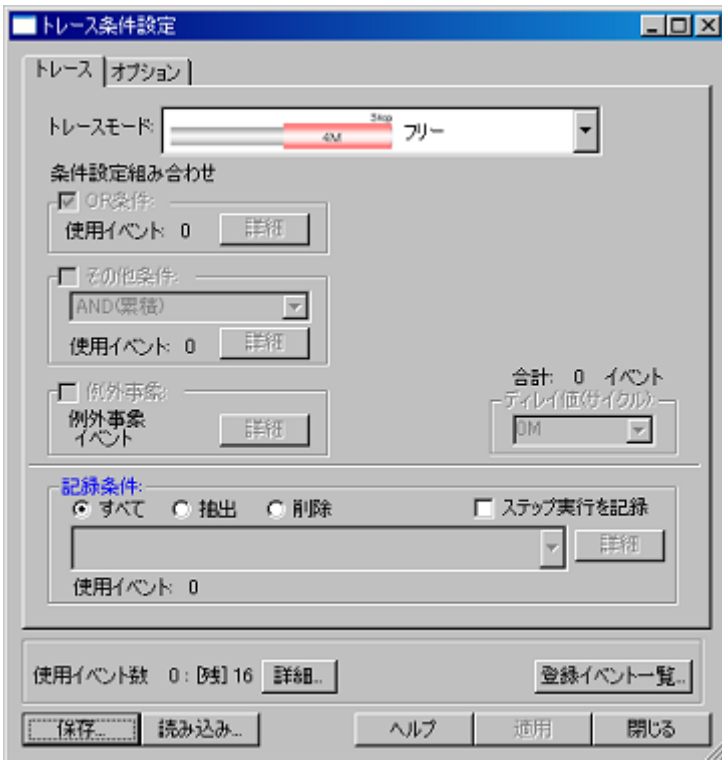 トレース条件設定
トレース オプション
トレースモード: 4M Stop フリー
条件設定組み合わせ
OR条件:
使用イベント: 0 詳細
その他条件:
AND(累積)
使用イベント: 0 詳細
例外事象:
例外事象
イベント 詳細
合計: 0 イベント
ディレイ値(サイクル):
0M
記録条件:
すべて 抽出 削除 ステップ実行を記録
詳細
使用イベント: 0
使用イベント数 0 : [残] 16 詳細... 登録イベント一覧...
保存... 読み込み... ヘルプ 適用 閉じる